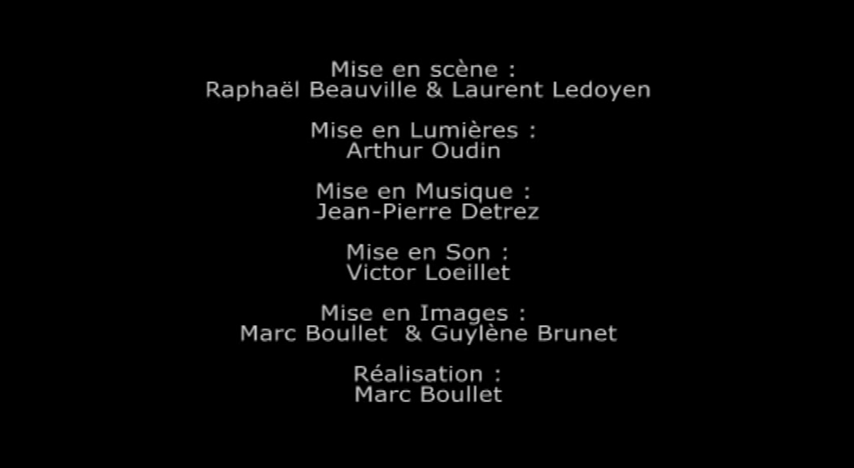 Mise en scène :
Raphaël Beauville & Laurent Ledoyen
Mise en Lumières :
Arthur Oudin
Mise en Musique :
Jean-Pierre Detrez
Mise en Son :
Victor Loeillet
Mise en Images :
Marc Boullet & Guylène Brunet
Réalisation :
Marc Boullet